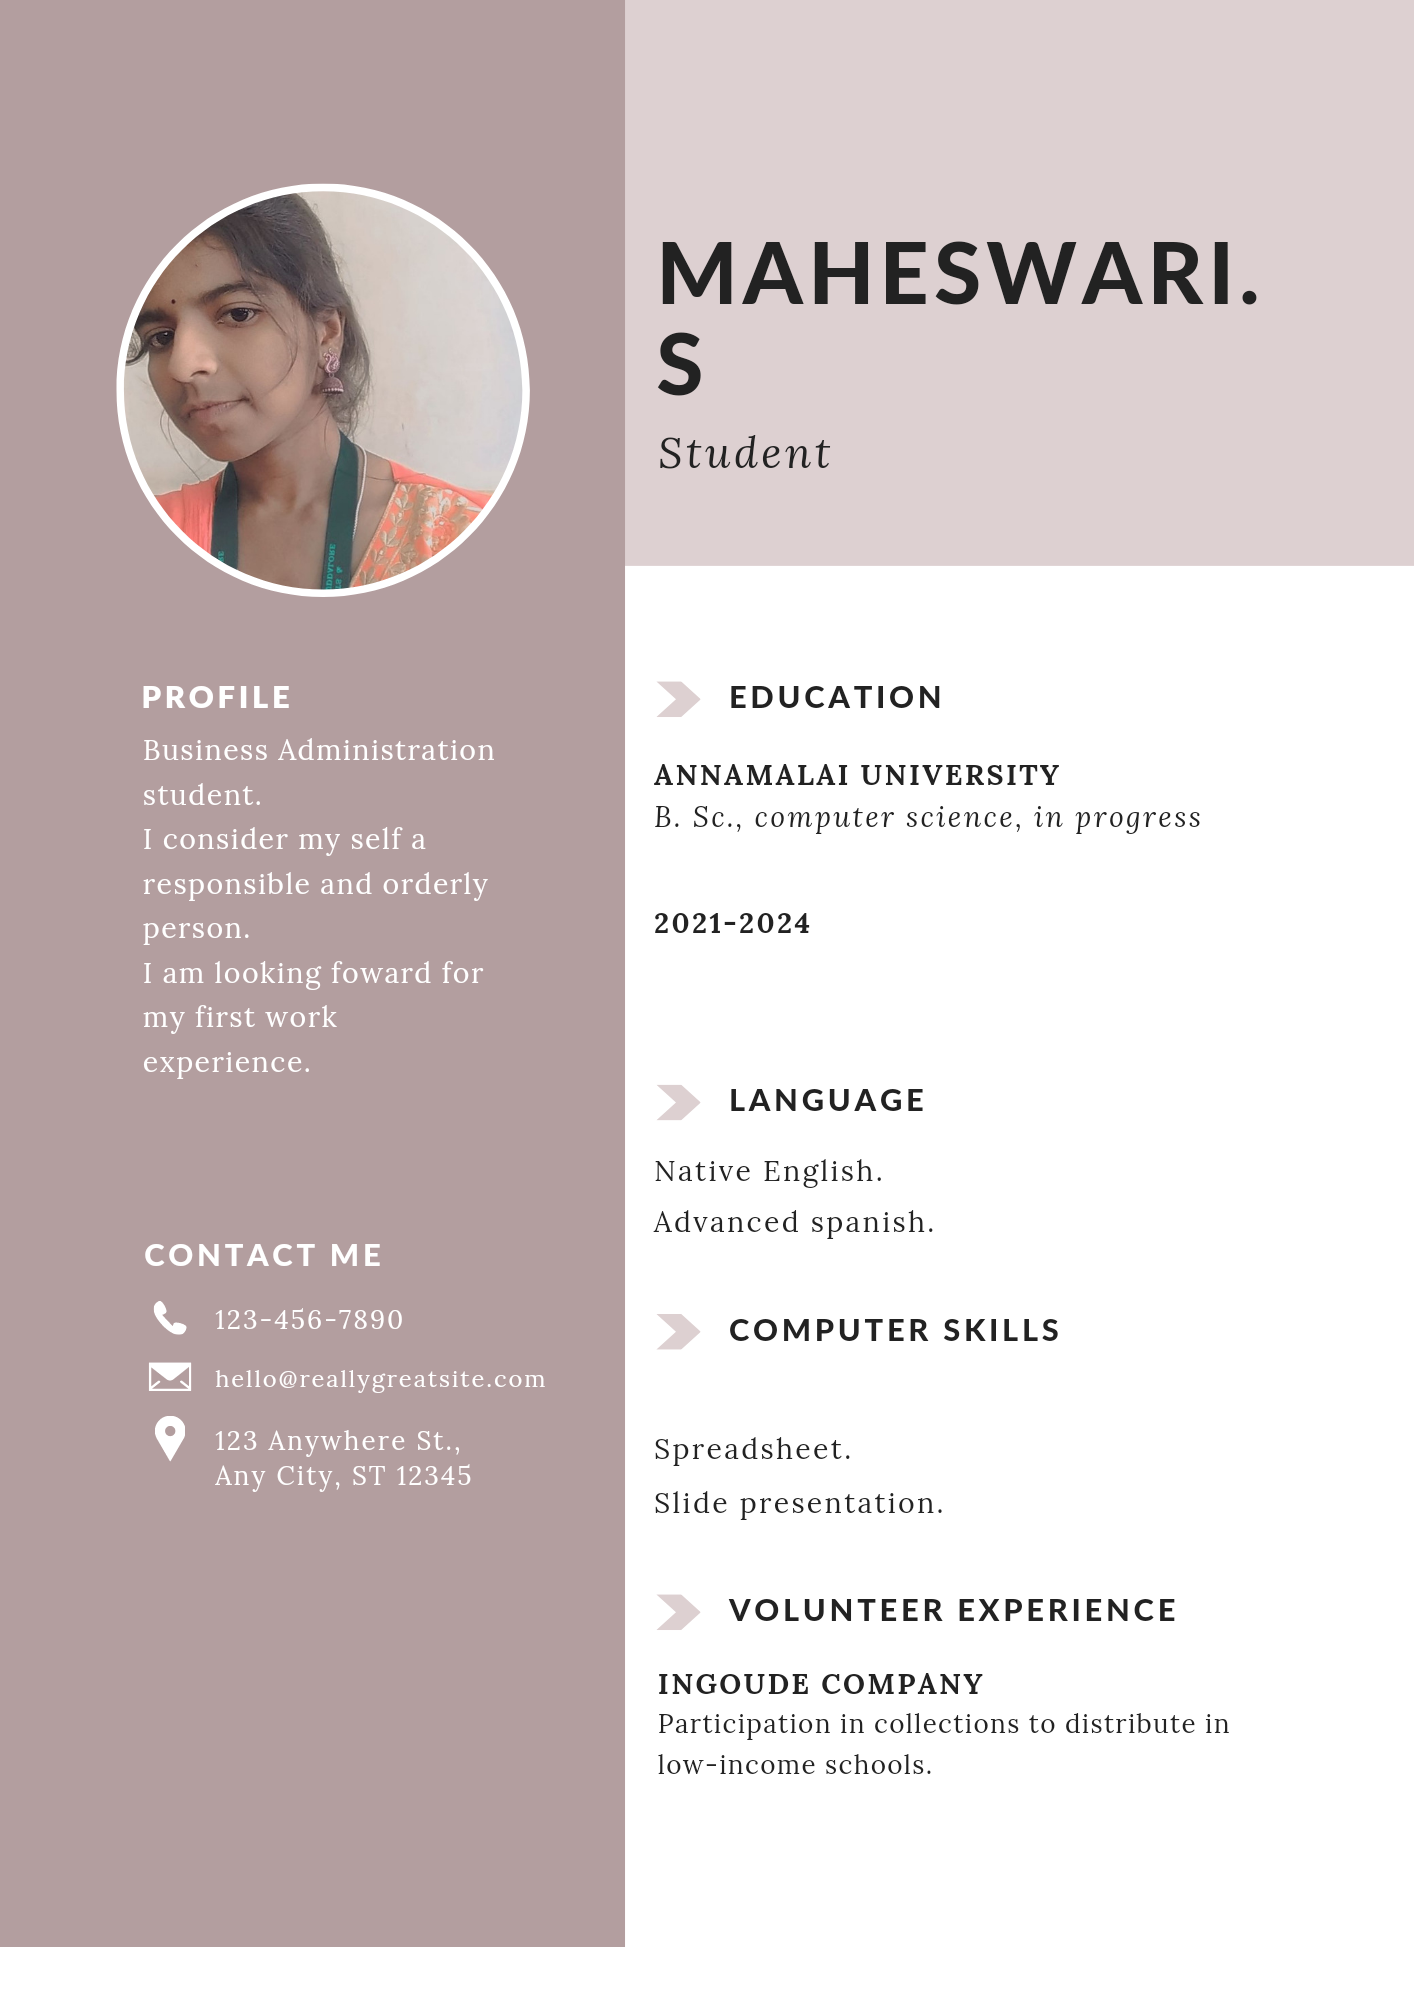 MAHESWARI.
S
Student
PROFILE
Business Administration
student.
I consider my self a
responsible and orderly
person.
I am looking foward for
my first work
experience.
CONTACT ME
123-456-7890
hello@reallygreatsite.com
123 Anywhere St.,
Any City, ST 12345
EDUCATION
ANNAMALAI UNIVERSITY
B. Sc., computer science, in progress
2021-2024
LANGUAGE
Native English.
Advanced spanish.
COMPUTER SKILLS
Spreadsheet.
Slide presentation.
VOLUNTEER EXPERIENCE
INGOUDE COMPANY
Participation in collections to distribute in
low-income schools.